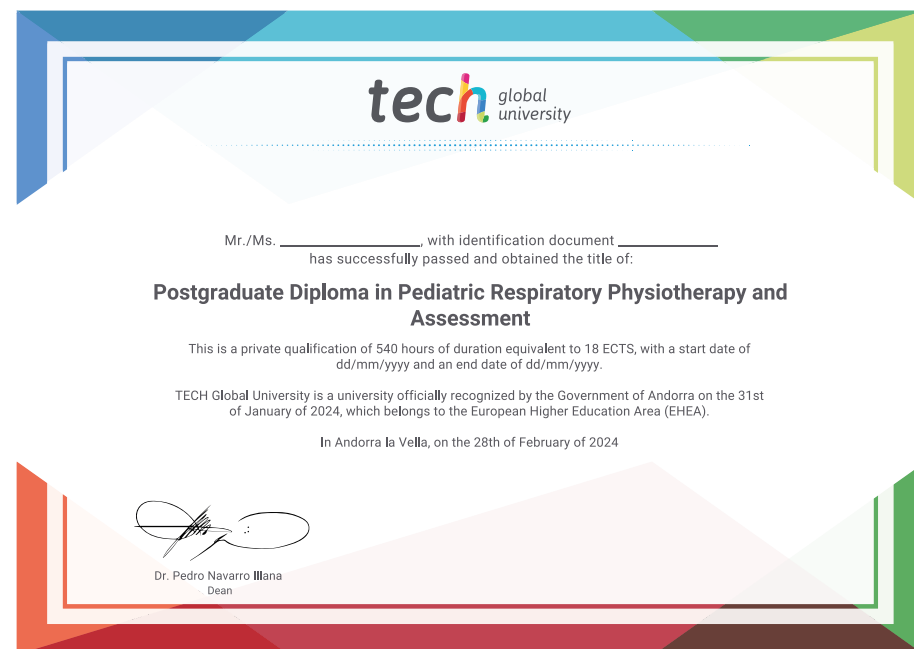 tech global university
Mr./Ms. ____________________, with identification document ______________
has successfully passed and obtained the title of:
Postgraduate Diploma in Pediatric Respiratory Physiotherapy and
Assessment
This is a private qualification of 540 hours of duration equivalent to 18 ECTS, with a start date of
dd/mm/yyyy and an end date of dd/mm/yyyy.
TECH Global University is a university officially recognized by the Government of Andorra on the 31st
of January of 2024, which belongs to the European Higher Education Area (EHEA).
In Andorra la Vella, on the 28th of February of 2024
Dr. Pedro Navarro Illana
Dean